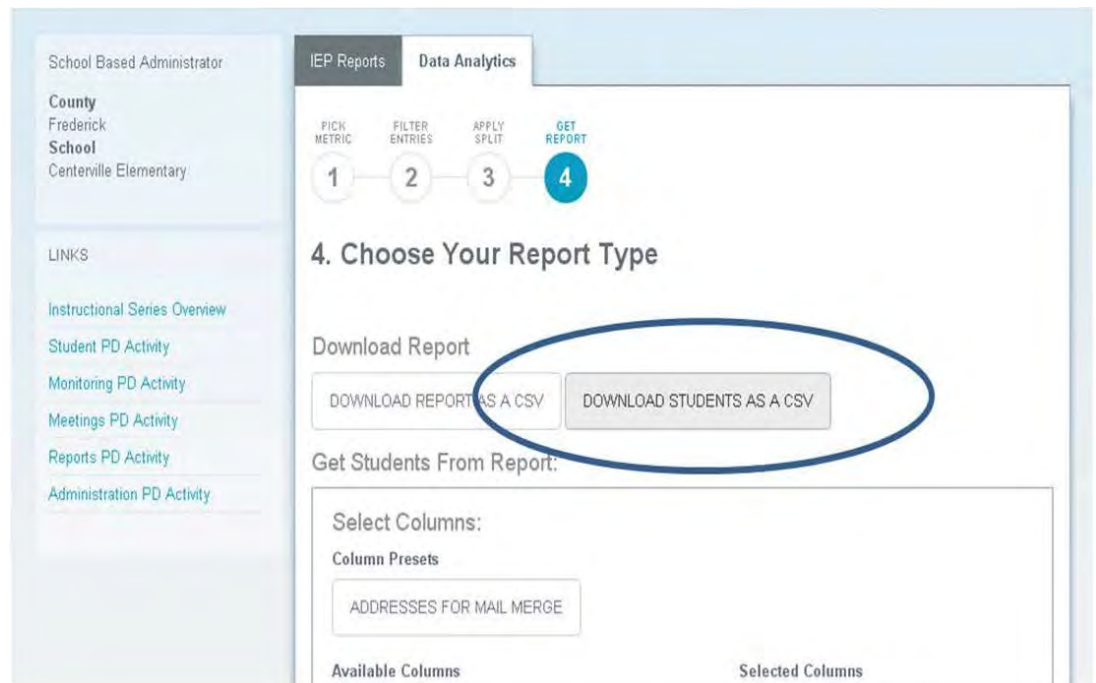 School Based Administrator
County
Frederick
School
Centerville Elementary
LINKS
Instructional Series Overview
Student PD Activity
Monitoring PD Activity
Meetings PD Activity
Reports PD Activity
Administration PD Activity
IEP Reports Data Analytics
PICK METRIC FILTER ENTRIES APPLY SPLIT GET REPORT
1 2 3 4
4. Choose Your Report Type
Download Report
DOWNLOAD REPORT AS A CSV DOWNLOAD STUDENTS AS A CSV
Get Students From Report:
Select Columns:
Column Presets
ADDRESSES FOR MAIL MERGE
Available Columns Selected Columns